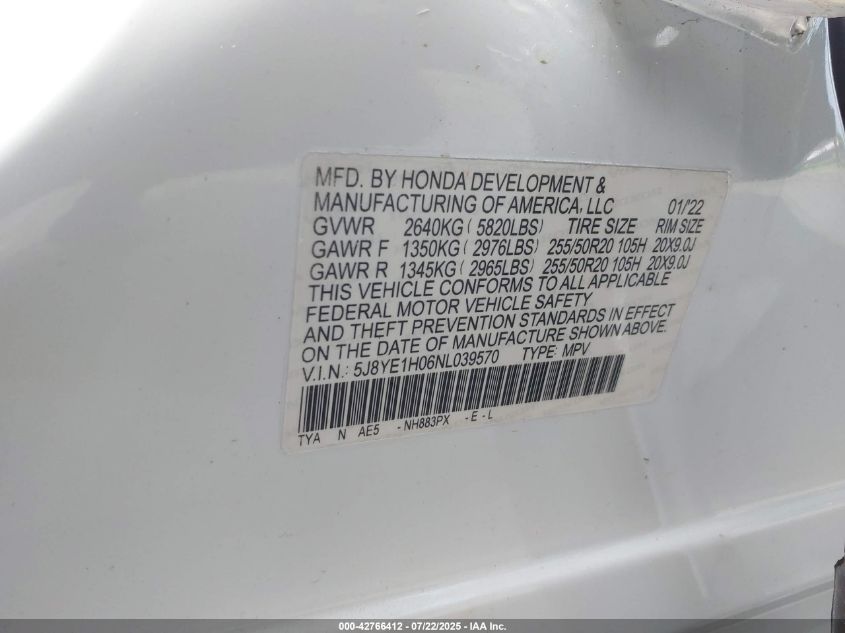 MFD. BY HONDA DEVELOPMENT &
MANUFACTURING OF AMERICA, LLC 01/'22
GVWR 2640KG ( 5820LBS) TIRE SIZE RIM SIZE
GAWR F 1350KG ( 2976LBS) 255/50R20 105H 20X9.0J
GAWR R 1345KG ( 2965LBS) 255/50R20 105H 20X9.0J
THIS VEHICLE CONFORMS TO ALL APPLICABLE
FEDERAL MOTOR VEHICLE SAFETY
AND THEFT PREVENTION STANDARDS IN EFFECT
ON THE DATE OF MANUFACTURE SHOWN ABOVE.
V.I.N.: 5J8YE1H06NL039570 TYPE: MPV
TYA N AE5 - NH883PX - E - L
000-42766412 - 07/22/2025 - IAA Inc.